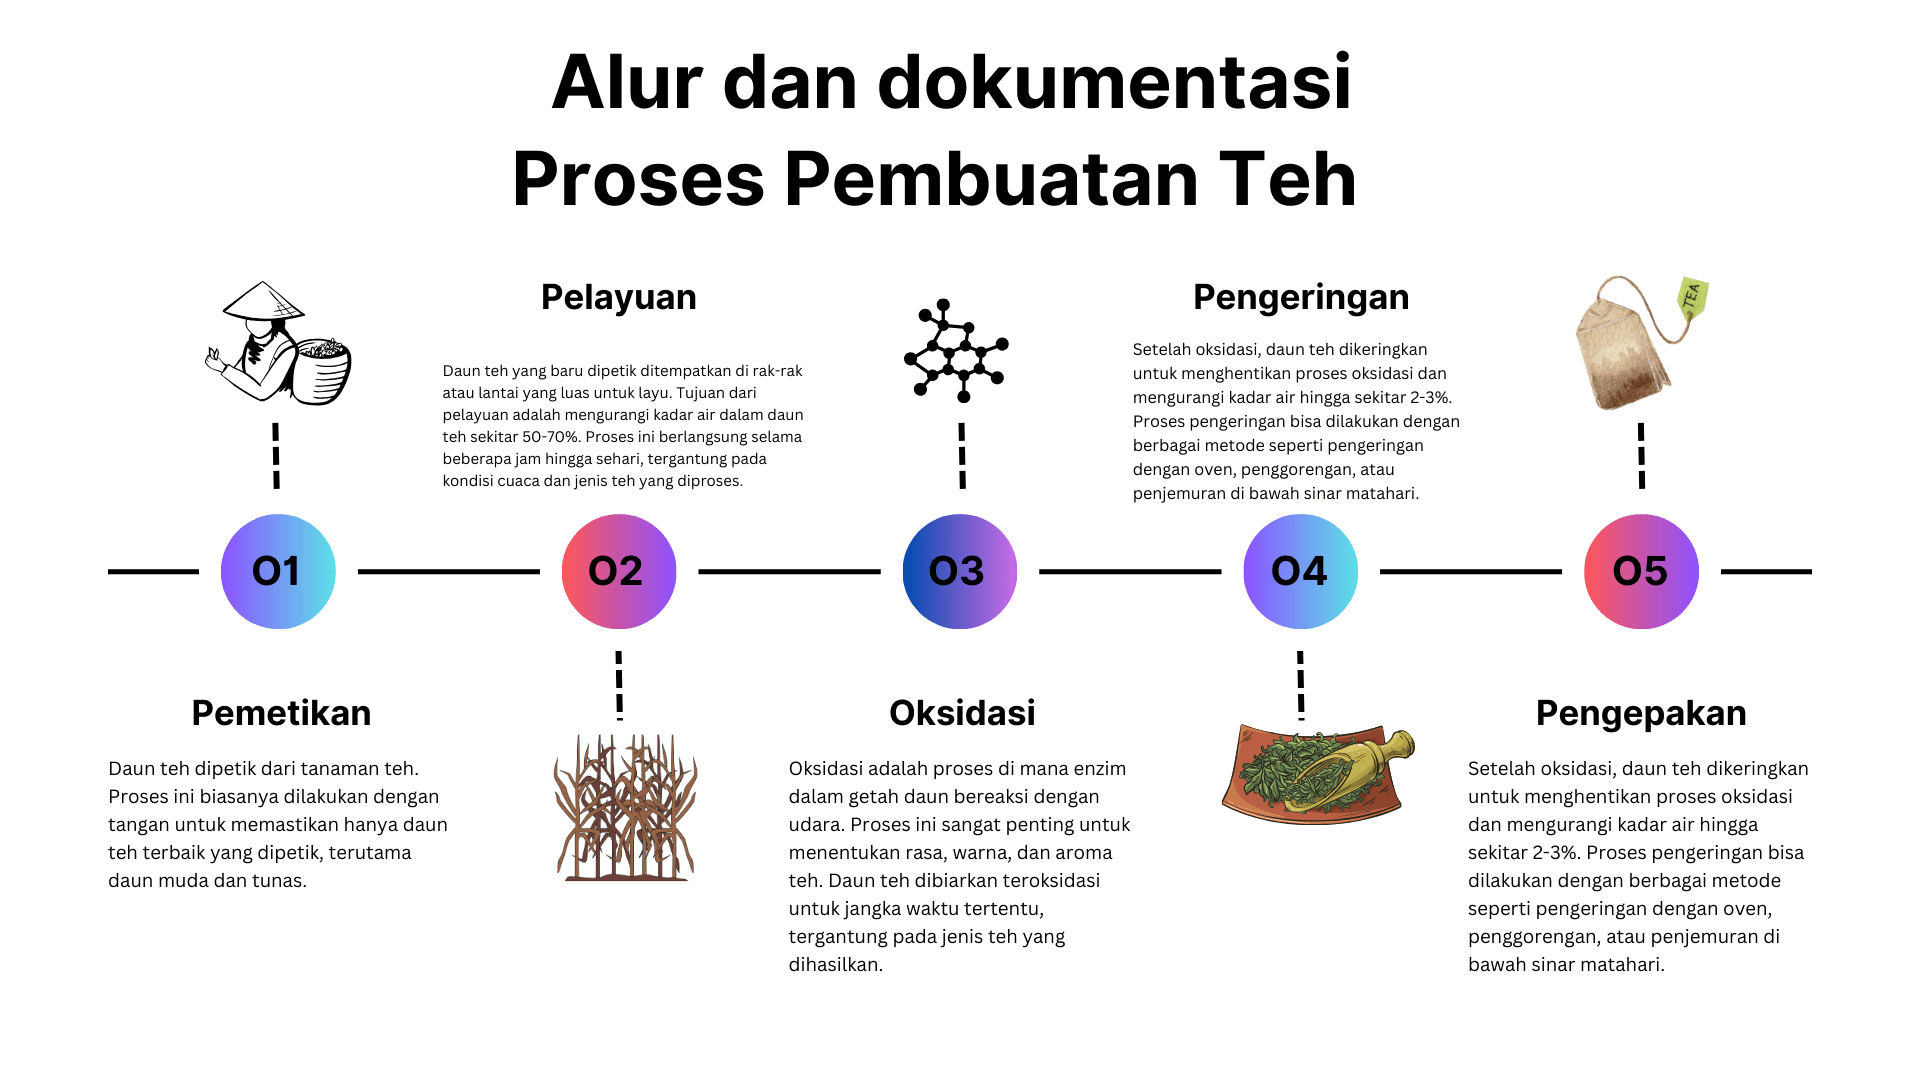 Alur dan dokumentasi
Proses Pembuatan Teh
O1
Pemetikan
Daun teh dipetik dari tanaman teh.
Proses ini biasanya dilakukan dengan
tangan untuk memastikan hanya daun
teh terbaik yang dipetik, terutama
daun muda dan tunas.
Pelayuan
Daun teh yang baru dipetik ditempatkan di rak-rak
atau lantai yang luas untuk layu. Tujuan dari
pelayuan adalah mengurangi kadar air dalam daun
teh sekitar 50-70%. Proses ini berlangsung selama
beberapa jam hingga sehari, tergantung pada
kondisi cuaca dan jenis teh yang diproses.
O2
O3
Oksidasi
Oksidasi adalah proses di mana enzim
dalam getah daun bereaksi dengan
udara. Proses ini sangat penting untuk
menentukan rasa, warna, dan aroma
teh. Daun teh dibiarkan teroksidasi
untuk jangka waktu tertentu,
tergantung pada jenis teh yang
dihasilkan.
Pengeringan
Setelah oksidasi, daun teh dikeringkan
untuk menghentikan proses oksidasi dan
mengurangi kadar air hingga sekitar 2-3%.
Proses pengeringan bisa dilakukan dengan
berbagai metode seperti pengeringan
dengan oven, penggorengan, atau
penjemuran di bawah sinar matahari.
O4
TEA
O5
Pengepakan
Setelah oksidasi, daun teh dikeringkan
untuk menghentikan proses oksidasi
dan mengurangi kadar air hingga
sekitar 2-3%. Proses pengeringan bisa
dilakukan dengan berbagai metode
seperti pengeringan dengan oven,
penggorengan, atau penjemuran di
bawah sinar matahari.